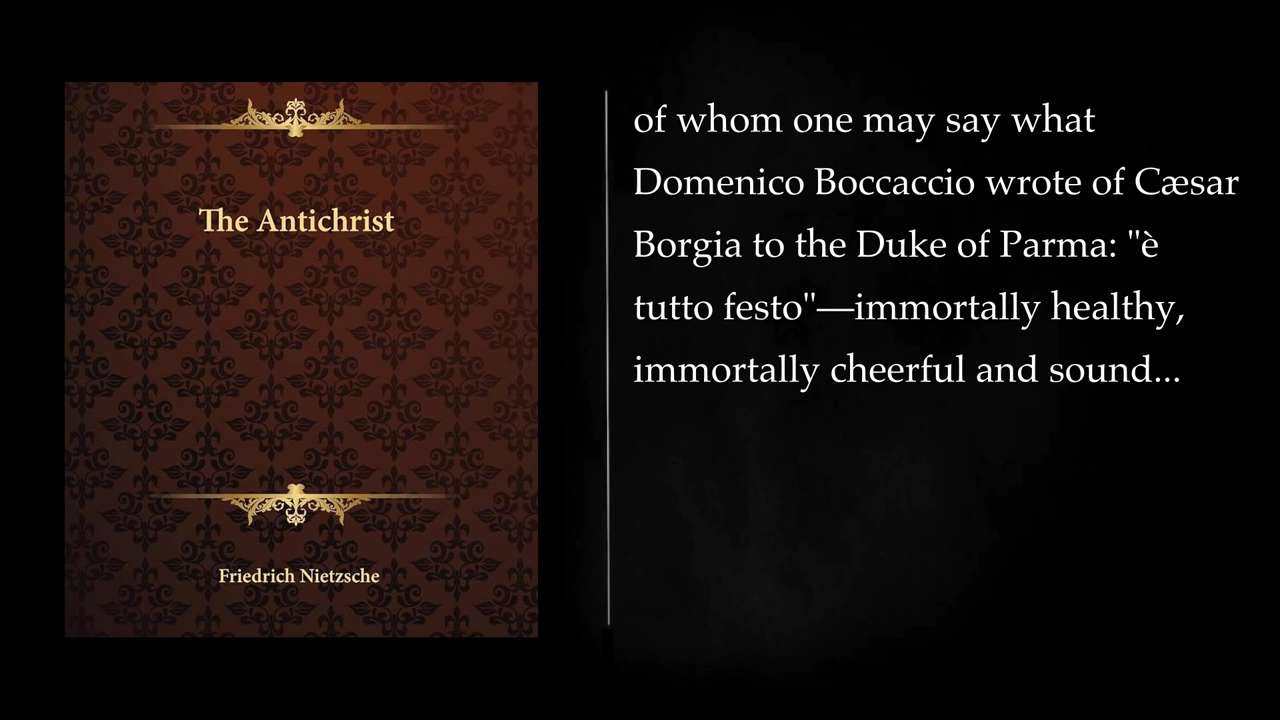 The Antichrist
Friedrich Nietzsche
of whom one may say what
Domenico Boccaccio wrote of Cæsar
Borgia to the Duke of Parma: "è
tutto festo"—immortally healthy,
immortally cheerful and sound...